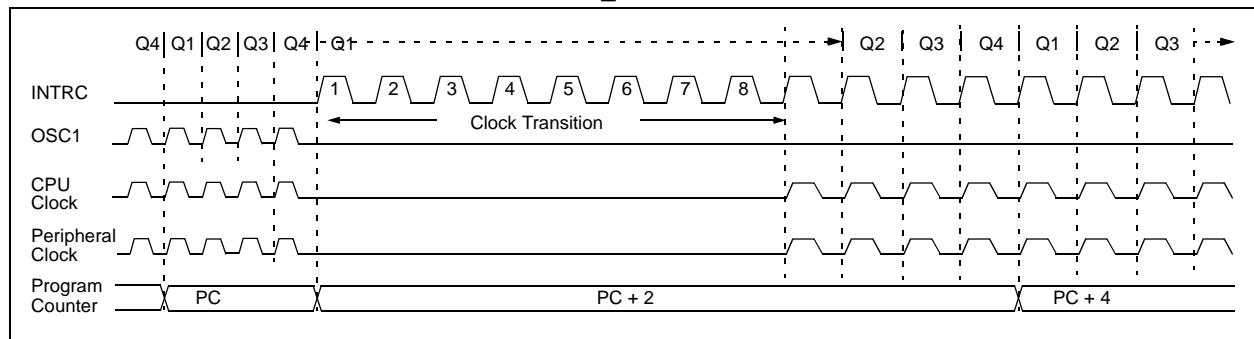 Q4 Q1 Q2 Q3 Q4 Q1 Q2 Q3 Q4 Q1 Q2 Q3
INTRC 1 2 3 4 5 6 7 8
Clock Transition
OSC1
CPU
Clock
Peripheral
Clock
Program
Counter
PC PC + 2 PC + 4